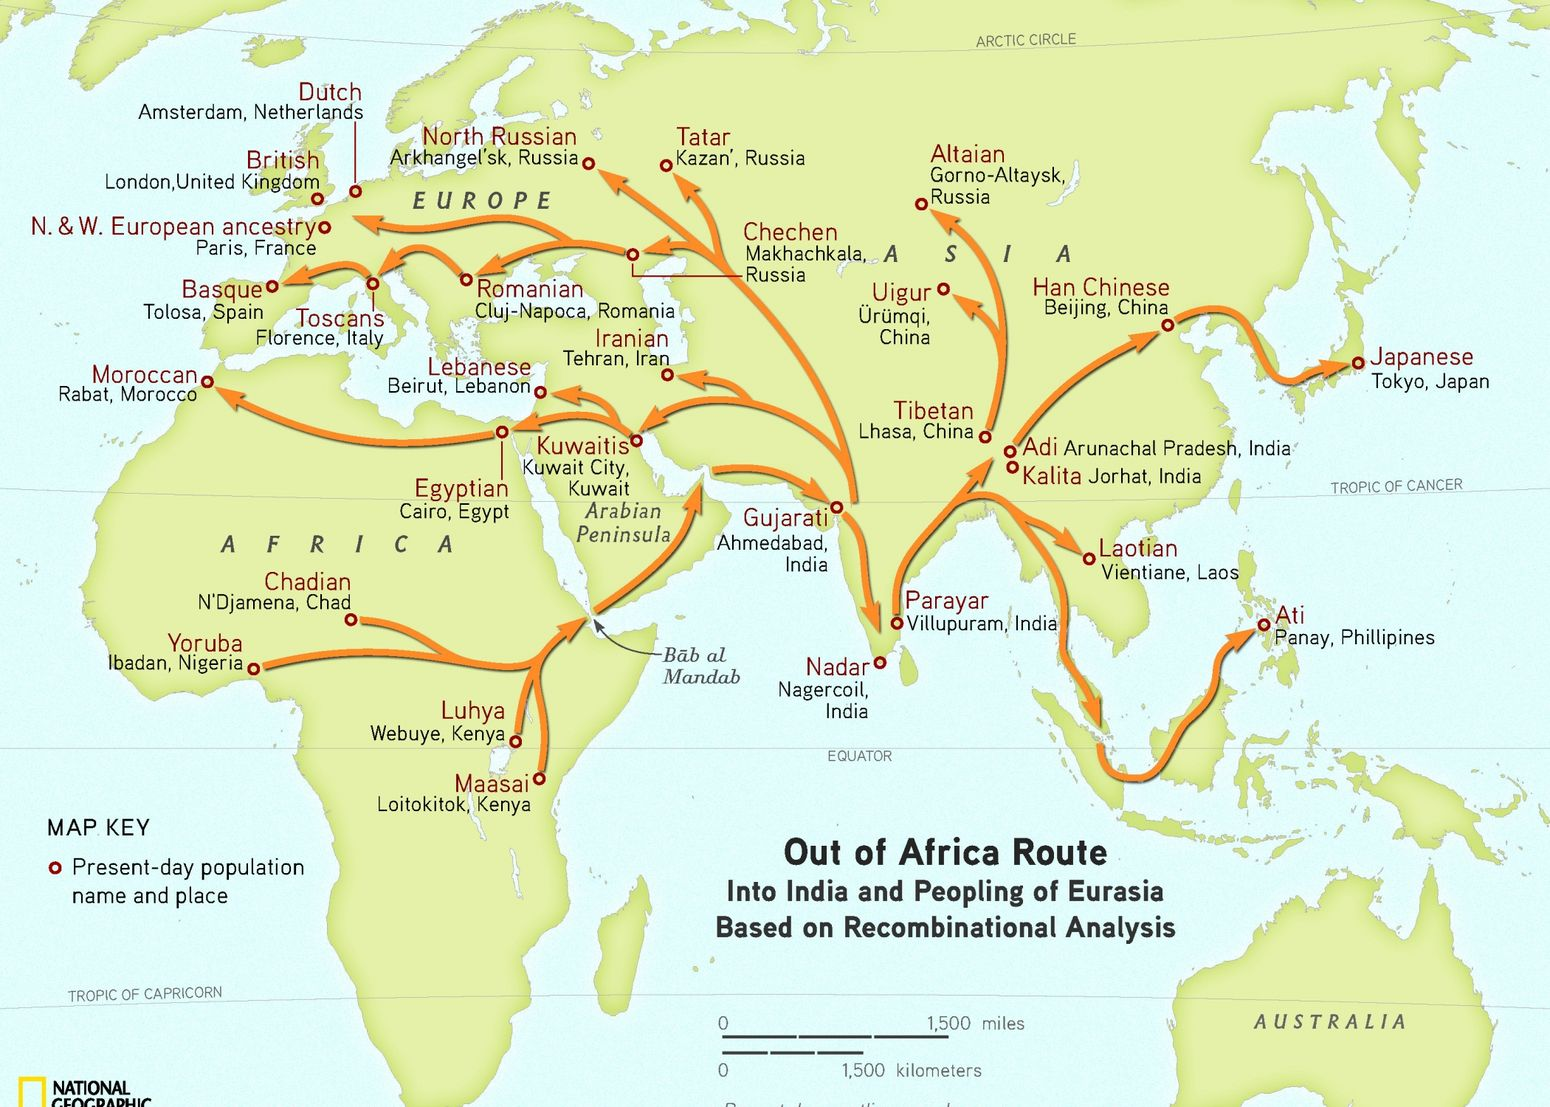 ARCTIC CIRCLE
Dutch
Amsterdam, Netherlands
British
London,United Kingdom
N. & W. European ancestry
Paris, France
North Russian
Arkhangel'sk, Russia
Tatar
Kazan', Russia
Altaian
Gorno-Altaysk,
Russia
EUROPE
Chechen
Makhachkala,
Russia
ASIA
Basque
Tolosa, Spain
Toscans
Florence, Italy
Romanian
Cluj-Napoca, Romania
Iranian
Tehran, Iran
Uigur
Ürümqi,
China
Han Chinese
Beijing, China
Japanese
Tokyo, Japan
Moroccan
Rabat, Morocco
Lebanese
Beirut, Lebanon
Kuwaitis
Kuwait City,
Kuwait
Egyptian
Cairo, Egypt
Arabian
Peninsula
Tibetan
Lhasa, China
Adi Arunachal Pradesh, India
Kalita Jorhat, India
TROPIC OF CANCER
Gujarati
Ahmedabad,
India
AFRICA
Chadian
N'Djamena, Chad
Yoruba
Ibadan, Nigeria
Laotian
Vientiane, Laos
Parayar
Villupuram, India
Ati
Panay, Phillipines
Bāb al
Mandab
Nadar
Nagercoil,
India
Luhya
Webuye, Kenya
Maasai
Loitokitok, Kenya
EQUATOR
MAP KEY
Present-day population
name and place
Out of Africa Route
Into India and Peopling of Eurasia
Based on Recombinational Analysis
TROPIC OF CAPRICORN
AUSTRALIA
0 1,500 miles
0 1,500 kilometers
NATIONAL
GEOGRAPHIC